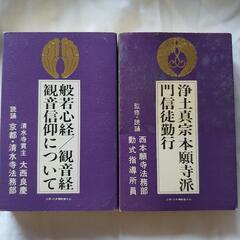 般若心経/観音経
観音信仰について
清水寺貫主 大西良慶
読誦 京都・清水寺法務部
浄土真宗本願寺派
門信徒勤行
監修・読誦
西本願寺法務部
勤式指導所員